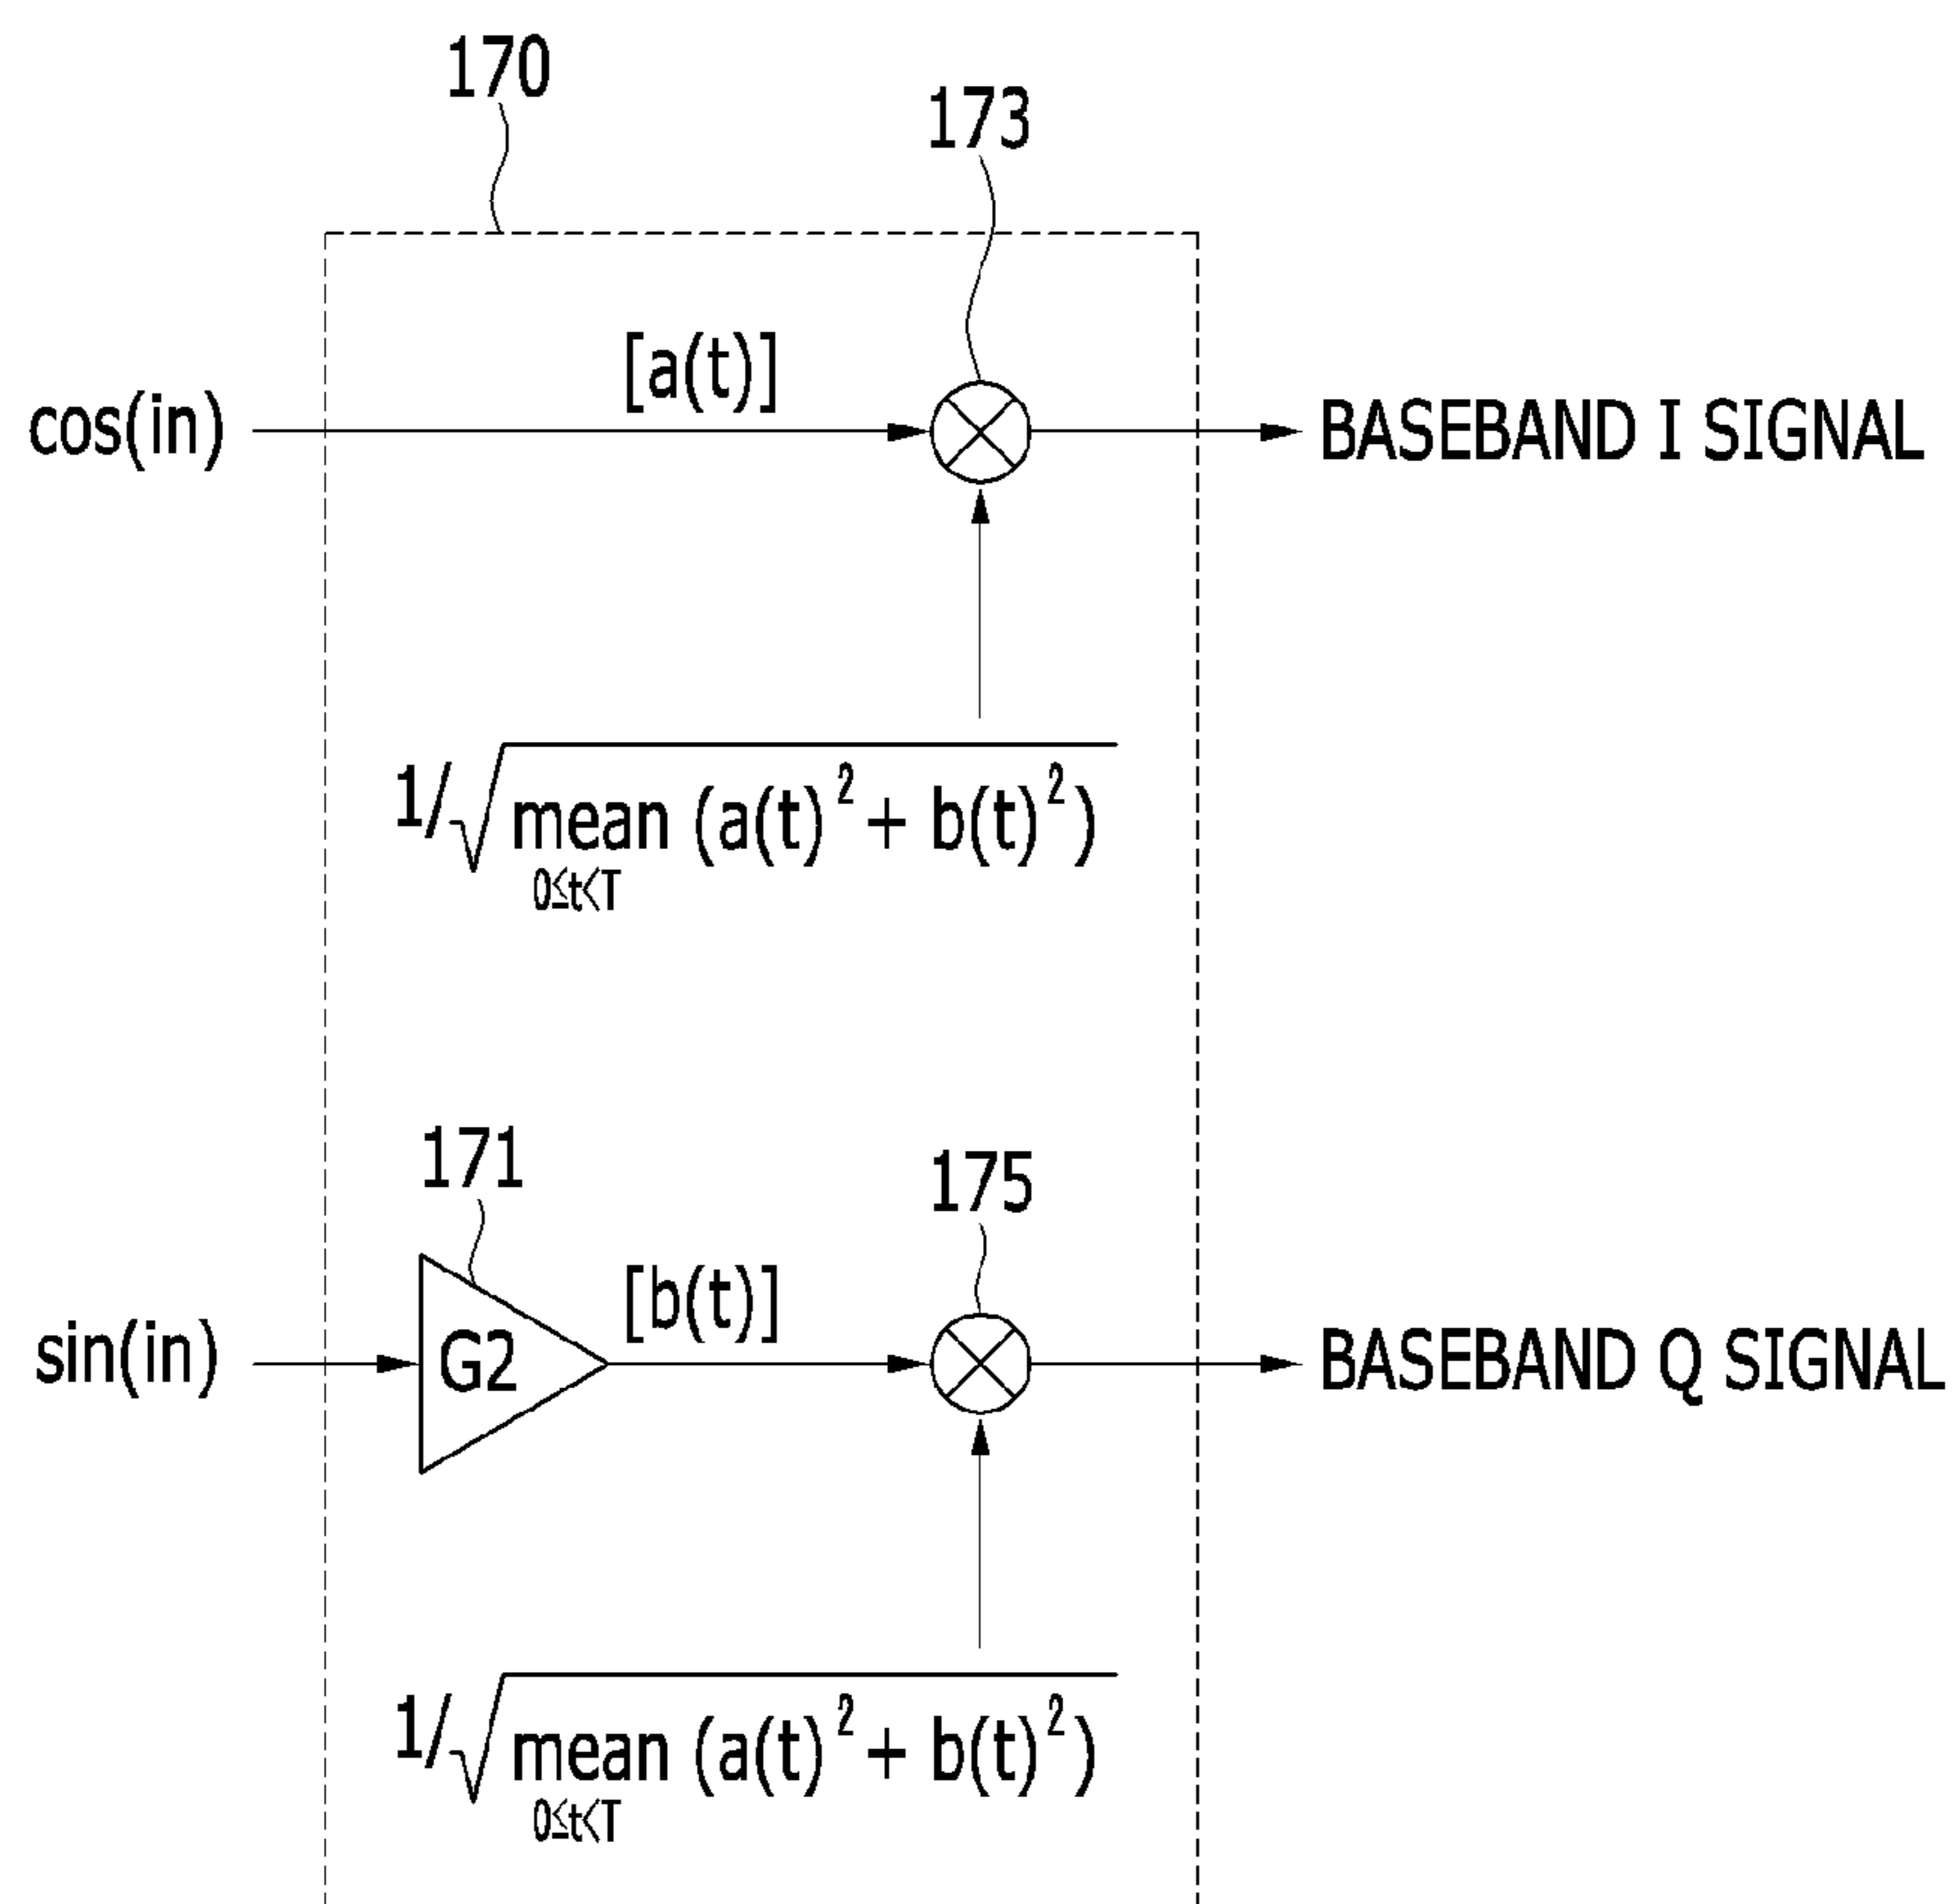 170
173
[a(t)]
cos(in)
BASEBAND I SIGNAL
1/√mean (a(t)² + b(t)²)
0≤t<T
171
175
[b(t)]
sin(in)
G2
BASEBAND Q SIGNAL
1/√mean (a(t)² + b(t)²)
0≤t<T